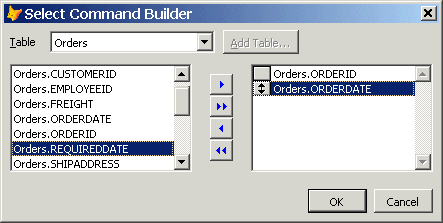 Select Command Builder
Table Orders Add Table...
Orders.CUSTOMERID
Orders.EMPLOYEEID
Orders.FREIGHT
Orders.ORDERDATE
Orders.ORDERID
Orders.REQUIREDDATE
Orders.SHIPADDRESS
Orders.ORDERID
Orders.ORDERDATE
OK Cancel